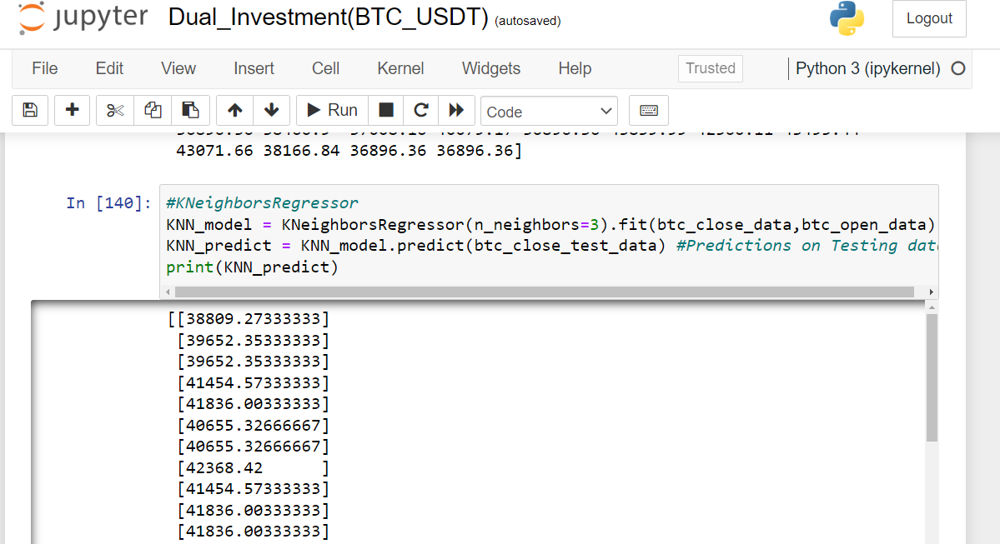 jupyter Dual_Investment(BTC_USDT) (autosaved) Logout
File Edit View Insert Cell Kernel Widgets Help Trusted Python 3 (ipykernel)
Run Code
43071.66 38166.84 36896.36 36896.36]
In [140]: #KNeighborsRegressor
KNN_model = KNeighborsRegressor(n_neighbors=3).fit(btc_close_data,btc_open_data)
KNN_predict = KNN_model.predict(btc_close_test_data) #Predictions on Testing
print(KNN_predict)
[[38809.27333333]
[39652.35333333]
[39652.35333333]
[41454.57333333]
[41836.00333333]
[40655.32666667]
[40655.32666667]
[42368.42 ]
[41454.57333333]
[41836.00333333]
[41836.00333333]